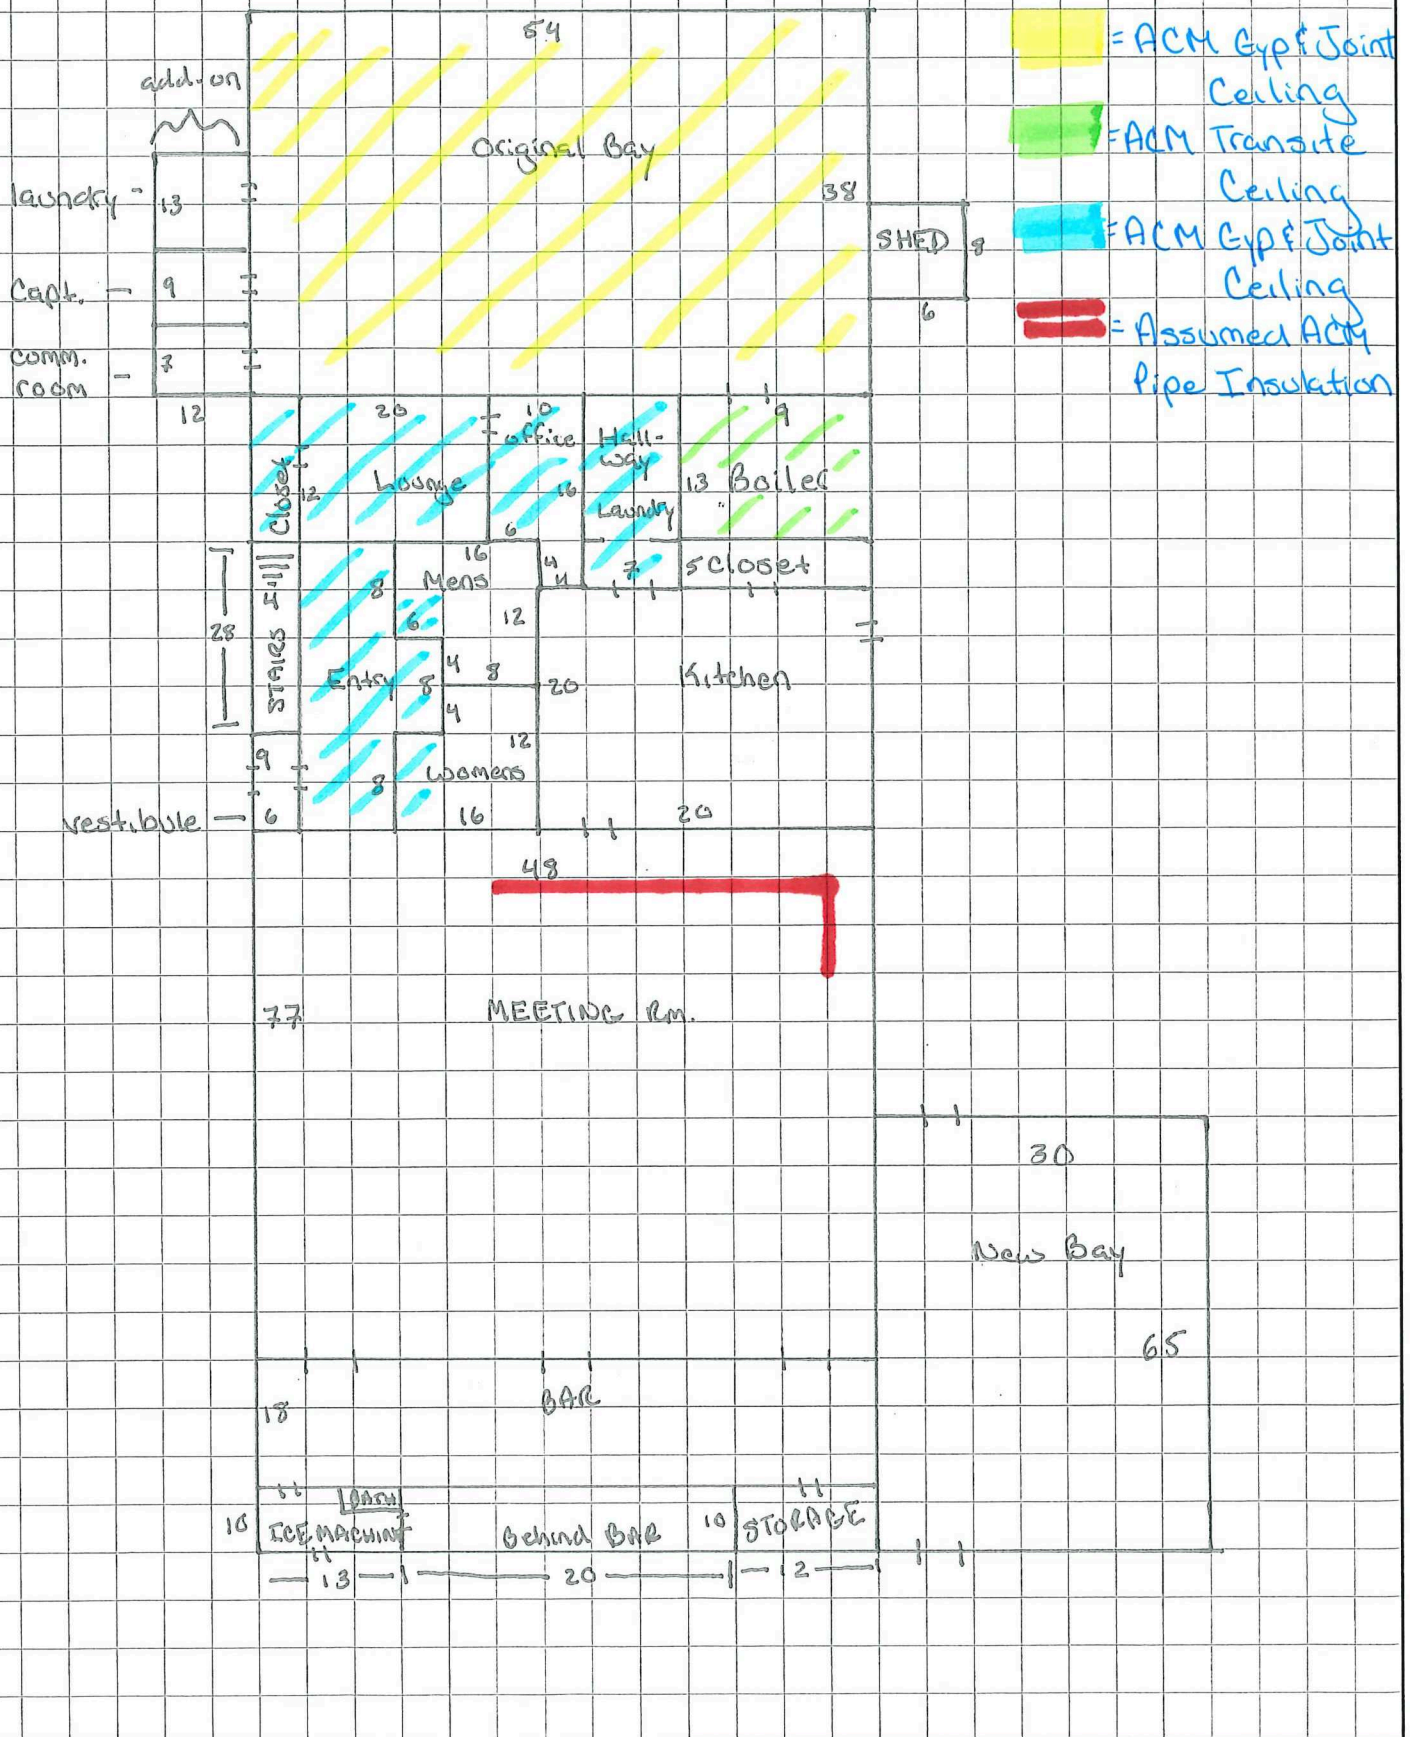 54
= ACM Gyp & Joint
Ceiling
= ACM Transite
Ceiling
= ACM Gyp & Joint
Ceiling
= Assumed ACM
Pipe Insulation
add-on
Original Bay
38
laundry - 13
SHED 8
6
Capt. - 9
comm.
room - 7
12
20
10
9
Closet
12
Lounge
office
16
6
Hall-
way
Laundry
13 Boiler
7
5 Closet
28
STAIRS
4
8
16
Mens
6
12
4
4
Entry
8
4
8
4
20
Kitchen
9
12
Womens
8
vestibule - 6
16
20
48
77
MEETING Rm.
30
New Bay
65
18
BAR
BATH
10
ICE MACHINE
Behind BAR
10
STORAGE
13
20
12